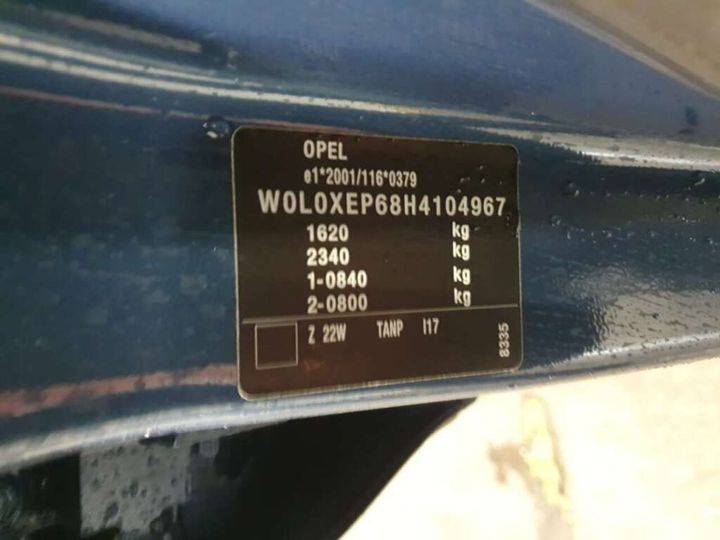 OPEL
e1*2001/116*0379
W0L0XEP68H4104967
1620 kg
2340 kg
1-0840 kg
2-0800 kg
Z 22W TANP I17
8335